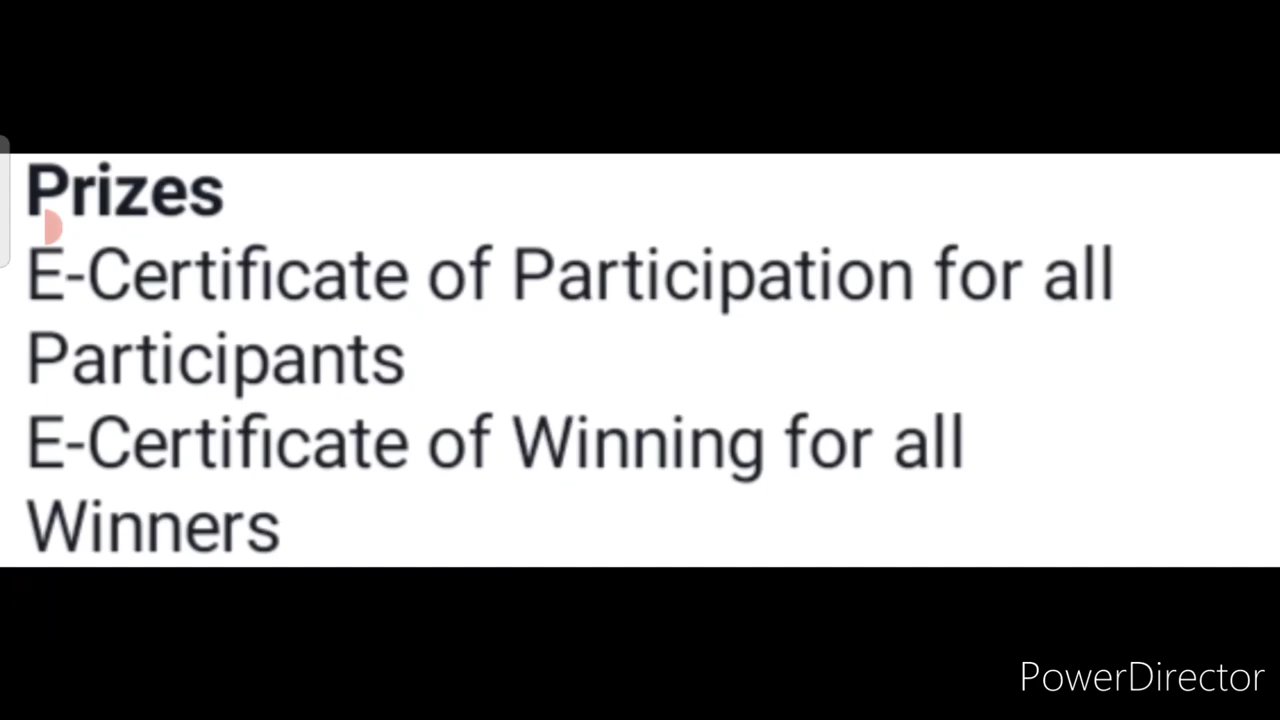 Prizes
E-Certificate of Participation for all
Participants
E-Certificate of Winning for all
Winners
PowerDirector